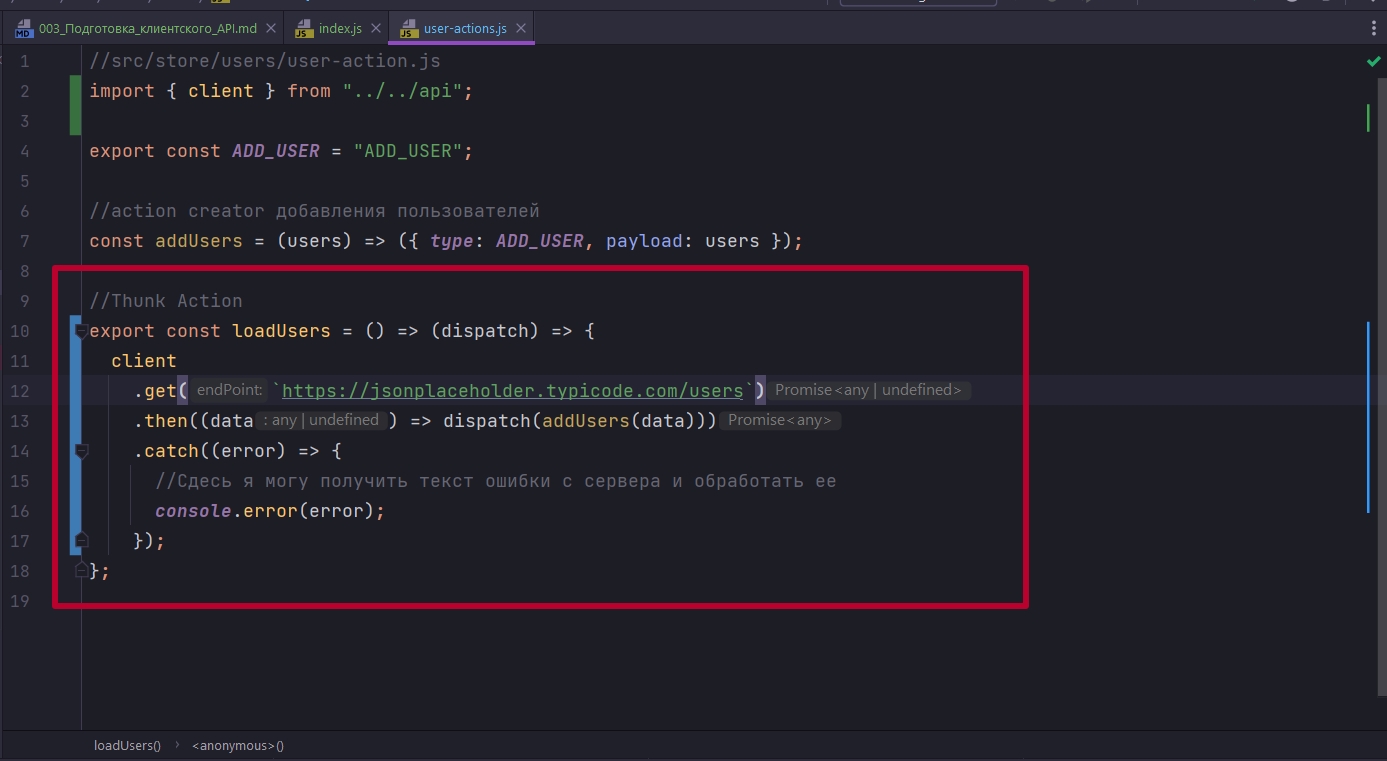 MD 003_Подготовка_клиентского_API.md JS index.js JS user-actions.js
1 //src/store/users/user-action.js
2 import { client } from "../../api";
3
4 export const ADD_USER = "ADD_USER";
5
6 //action creator добавления пользователей
7 const addUsers = (users) => ({ type: ADD_USER, payload: users });
8
9 //Thunk Action
10 export const loadUsers = () => (dispatch) => {
11 client
12 .get( endPoint: `https://jsonplaceholder.typicode.com/users`) Promise<any | undefined>
13 .then((data : any | undefined ) => dispatch(addUsers(data))) Promise<any>
14 .catch((error) => {
15 //Сдесь я могу получить текст ошибки с сервера и обработать ее
16 console.error(error);
17 });
18 };
19
loadUsers() › <anonymous>()